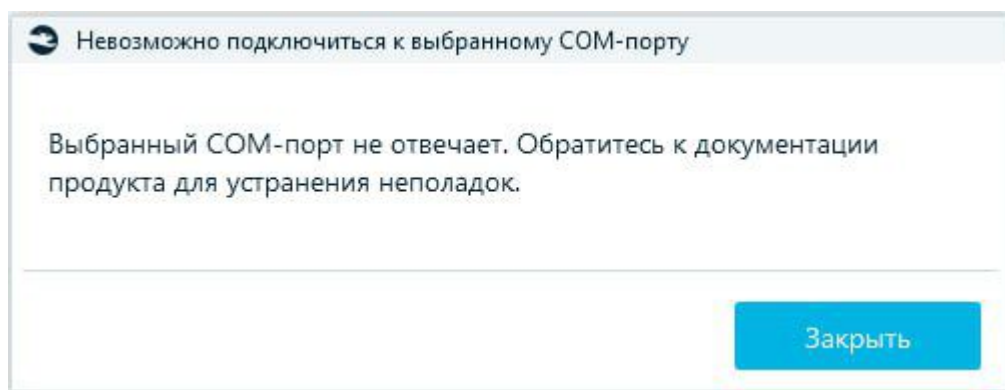 Невозможно подключиться к выбранному COM-порту
Выбранный COM-порт не отвечает. Обратитесь к документации
продукта для устранения неполадок.
Закрыть